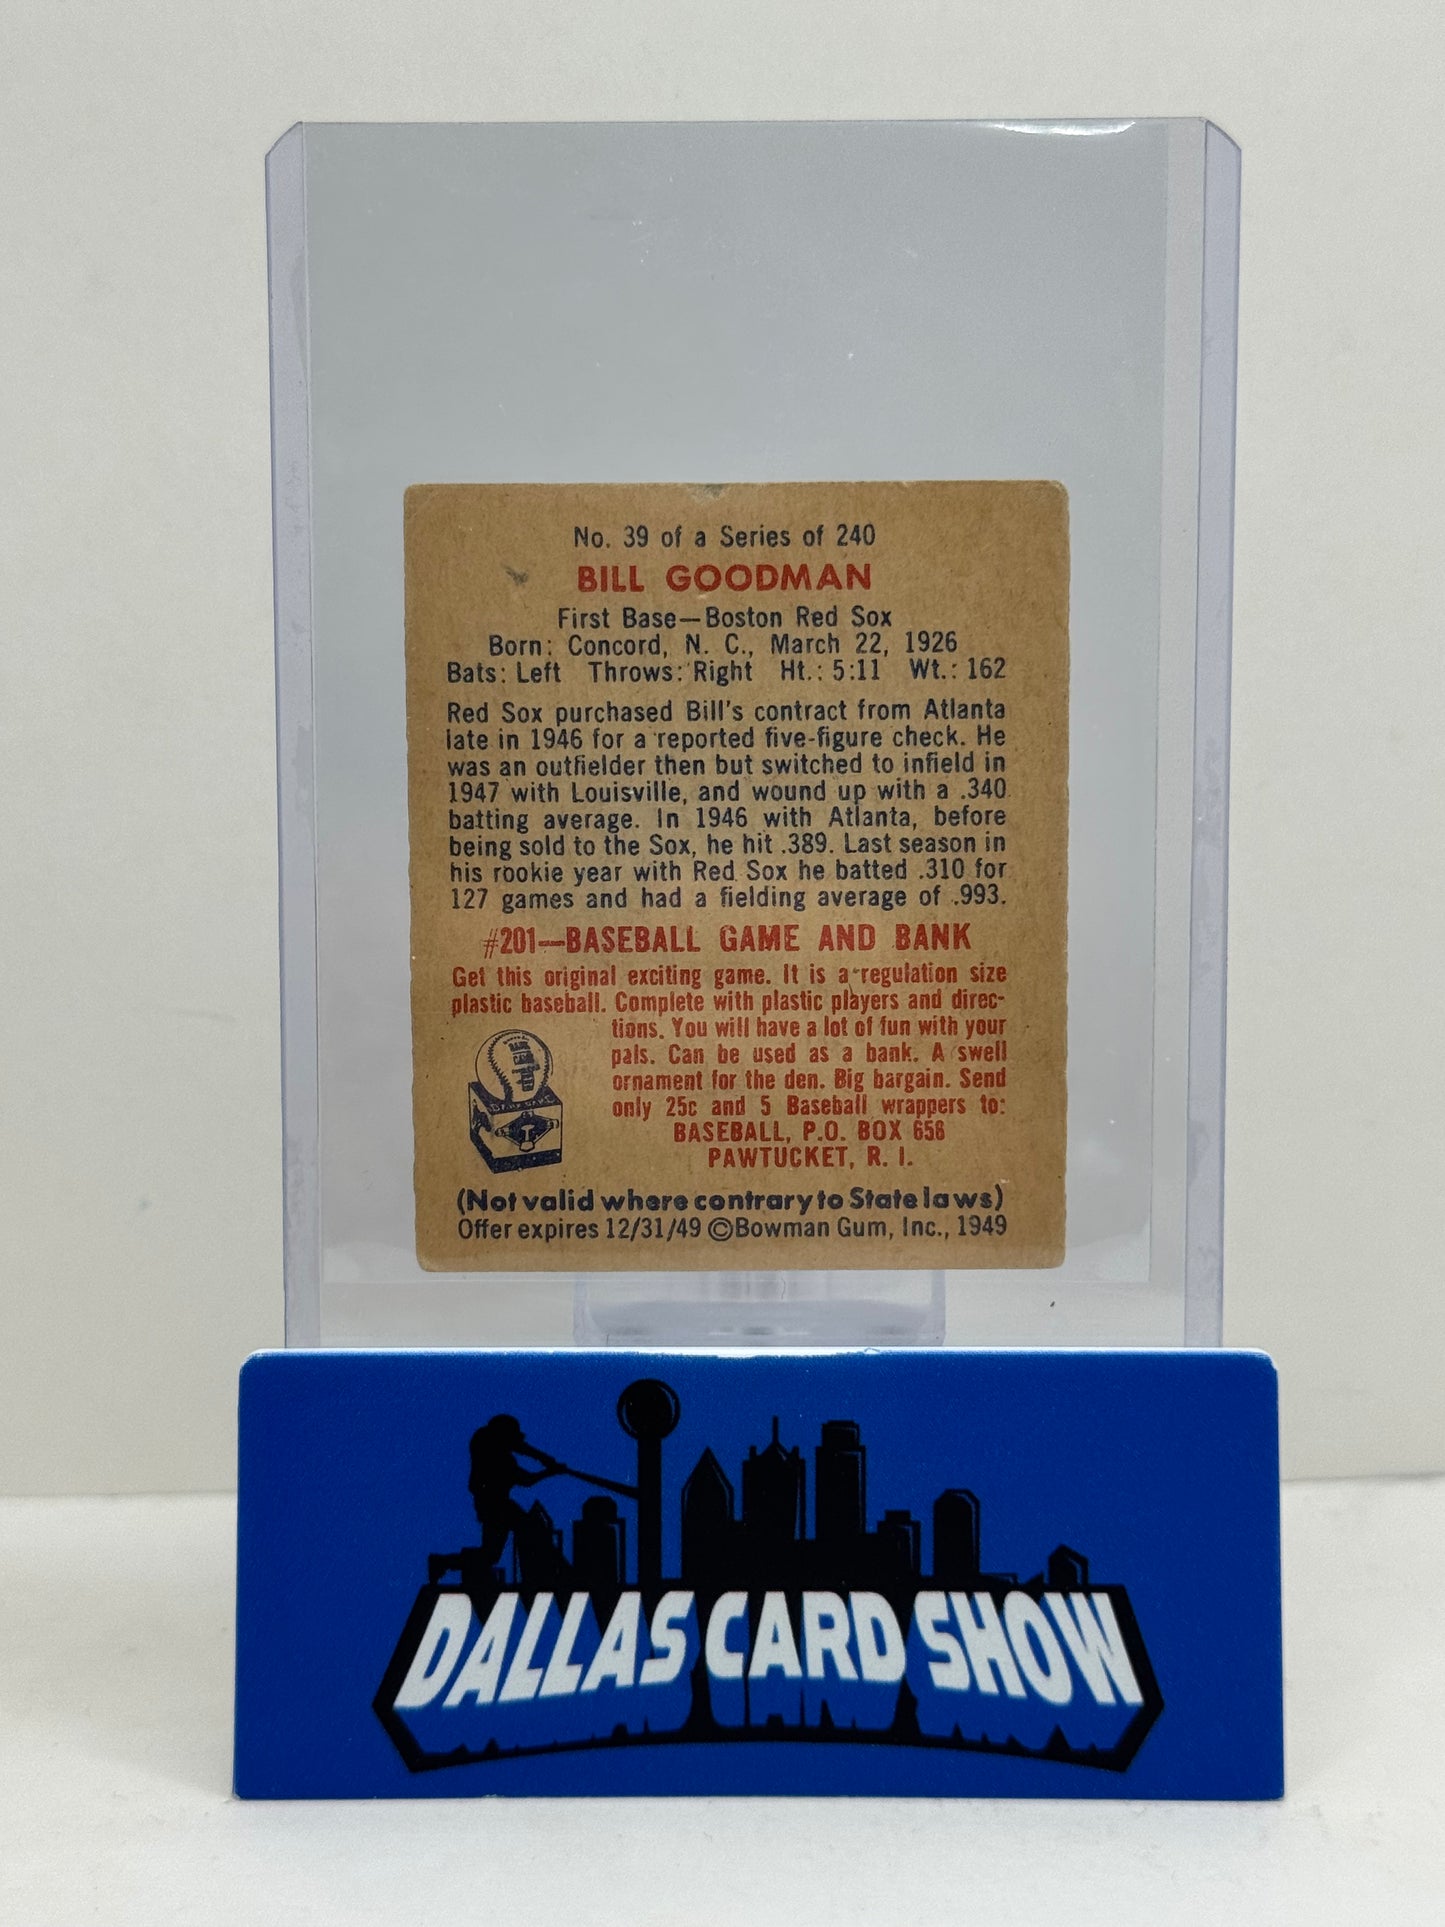 No. 39 of a Series of 240
BILL GOODMAN
First Base—Boston Red Sox
Born: Concord, N. C., March 22, 1926
Bats: Left Throws: Right Ht.: 5:11 Wt.: 162
Red Sox purchased Bill's contract from Atlanta
late in 1946 for a reported five-figure check. He
was an outfielder then but switched to infield in
1947 with Louisville, and wound up with a .340
batting average. In 1946 with Atlanta, before
being sold to the Sox, he hit .389. Last season in
his rookie year with Red Sox he batted .310 for
127 games and had a fielding average of .993.
#201—BASEBALL GAME AND BANK
Get this original exciting game. It is a regulation size
plastic baseball. Complete with plastic players and direc-
tions. You will have a lot of fun with your
pals. Can be used as a bank. A swell
ornament for the den. Big bargain. Send
only 25c and 5 Baseball wrappers to:
BASEBALL, P.O. BOX 656
PAWTUCKET, R. I.
(Not valid where contrary to State laws)
Offer expires 12/31/49 ©Bowman Gum, Inc., 1949
DALLAS CARD SHOW